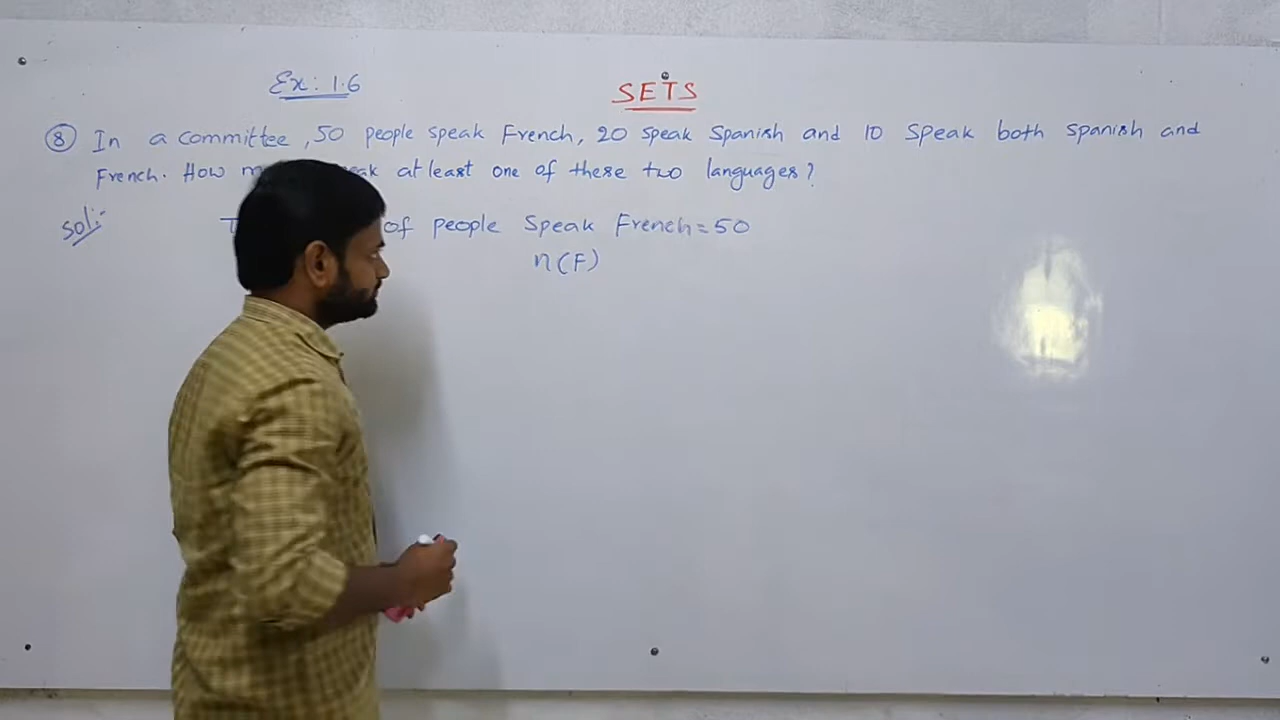 Ex: 1.6
SETS
8 In a committee, 50 people speak French, 20 speak Spanish and 10 Speak both Spanish and
French. How at least one of these two languages?
Sol:- of people Speak French = 50
n(F)